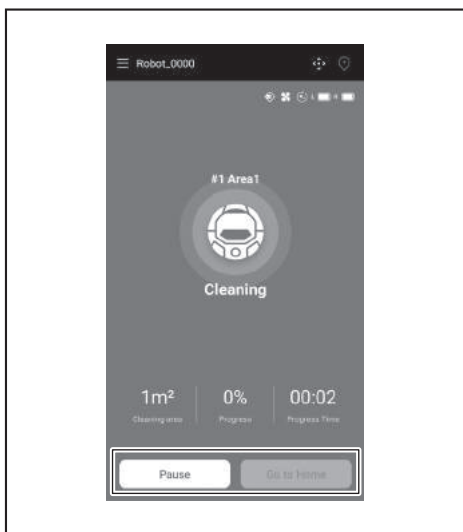 Robot_0000
L R
#1 Area1
Cleaning
1m² 0% 00:02
Cleaning area Progress Progress Time
Pause Go to Home